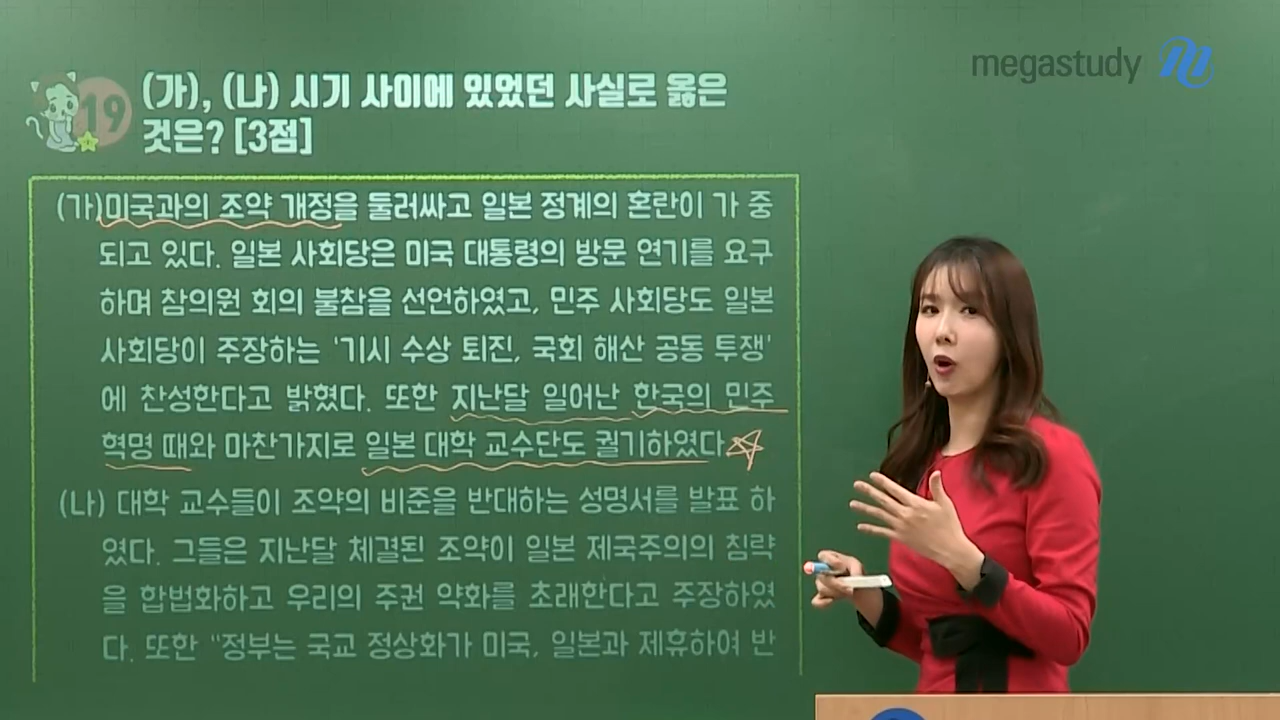 megastudy
19 (가), (나) 시기 사이에 있었던 사실로 옳은
것은? [3점]
(가)미국과의 조약 개정을 둘러싸고 일본 정계의 혼란이 가 중
되고 있다. 일본 사회당은 미국 대통령의 방문 연기를 요구
하며 참의원 회의 불참을 선언하였고, 민주 사회당도 일본
사회당이 주장하는 '기시 수상 퇴진, 국회 해산 공동 투쟁'
에 찬성한다고 밝혔다. 또한 지난달 일어난 한국의 민주
혁명 때와 마찬가지로 일본 대학 교수단도 궐기하였다.
(나) 대학 교수들이 조약의 비준을 반대하는 성명서를 발표 하
였다. 그들은 지난달 체결된 조약이 일본 제국주의의 침략
을 합법화하고 우리의 주권 약화를 초래한다고 주장하였
다. 또한 "정부는 국교 정상화가 미국, 일본과 제휴하여 반